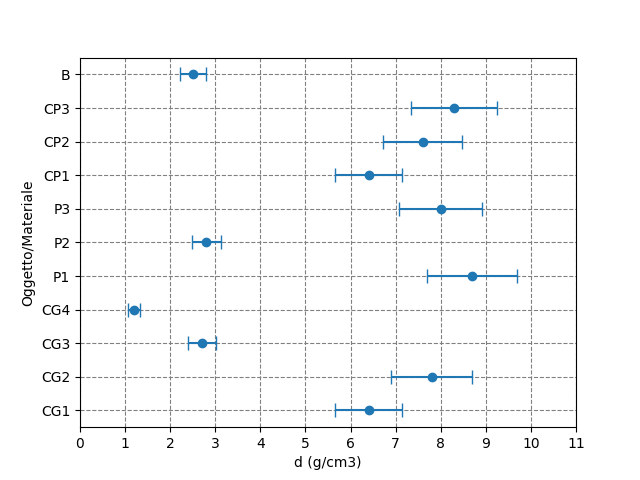 B
CP3
CP2
CP1
P3
P2
P1
CG4
CG3
CG2
CG1
Oggetto/Materiale
0 1 2 3 4 5 6 7 8 9 10 11
d (g/cm3)